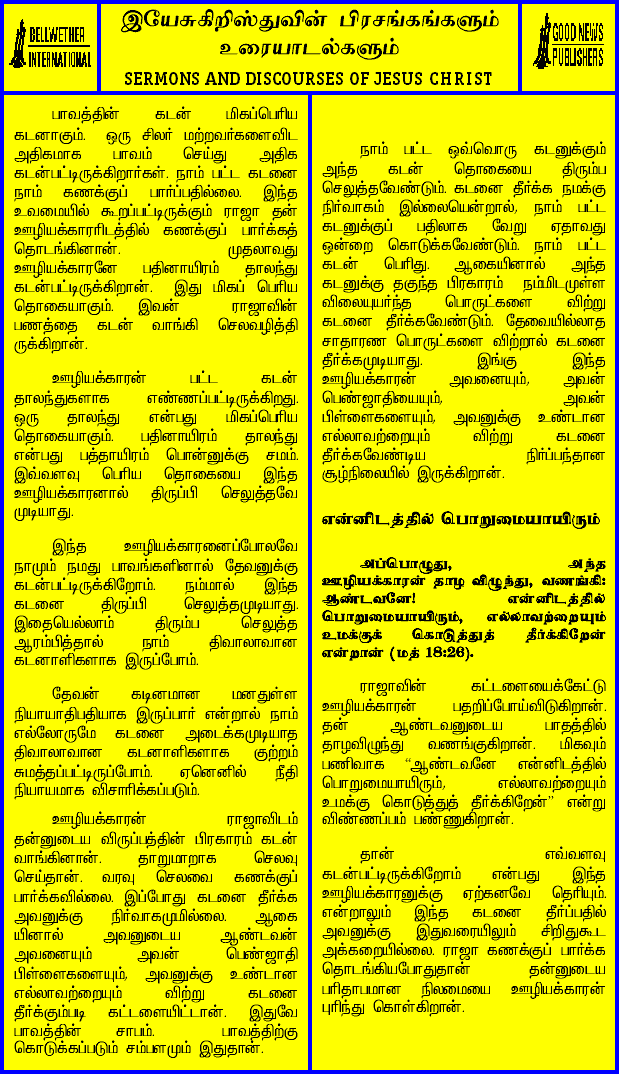 BELLWETHER
INTERNATIONAL
இயேசுகிறிஸ்துவின் பிரசங்கங்களும்
உரையாடல்களும்
SERMONS AND DISCOURSES OF JESUS CHRIST
GOOD NEWS
PUBLISHERS
பாவத்தின் கடன் மிகப்பெரிய
கடனாகும். ஒரு சிலர் மற்றவர்களைவிட
அதிகமாக பாவம் செய்து அதிக
கடன்பட்டிருக்கிறார்கள். நாம் பட்ட கடனை
நாம் கணக்குப் பார்ப்பதில்லை. இந்த
உவமையில் கூறப்பட்டிருக்கும் ராஜா தன்
ஊழியக்காரரிடத்தில் கணக்குப் பார்க்கத்
தொடங்கினான். முதலாவது
ஊழியக்காரனே பதினாயிரம் தாலந்து
கடன்பட்டிருக்கிறான். இது மிகப் பெரிய
தொகையாகும். இவன் ராஜாவின்
பணத்தை கடன் வாங்கி செலவழித்தி
ருக்கிறான்.
ஊழியக்காரன் பட்ட கடன்
தாலந்துகளாக எண்ணப்பட்டிருக்கிறது.
ஒரு தாலந்து என்பது மிகப்பெரிய
தொகையாகும். பதினாயிரம் தாலந்து
என்பது பத்தாயிரம் பொன்னுக்கு சமம்.
இவ்வளவு பெரிய தொகையை இந்த
ஊழியக்காரனால் திருப்பி செலுத்தவே
முடியாது.
இந்த ஊழியக்காரனைப்போலவே
நாமும் நமது பாவங்களினால் தேவனுக்கு
கடன்பட்டிருக்கிறோம். நம்மால் இந்த
கடனை திருப்பி செலுத்தமுடியாது.
இதையெல்லாம் திரும்ப செலுத்த
ஆரம்பித்தால் நாம் திவாலாவான
கடனாளிகளாக இருப்போம்.
தேவன் கடினமான மனதுள்ள
நியாயாதிபதியாக இருப்பார் என்றால் நாம்
எல்லோருமே கடனை அடைக்கமுடியாத
திவாலாவான கடனாளிகளாக குற்றம்
சுமத்தப்பட்டிருப்போம். ஏனெனில் நீதி
நியாயமாக விசாரிக்கப்படும்.
ஊழியக்காரன் ராஜாவிடம்
தன்னுடைய விருப்பத்தின் பிரகாரம் கடன்
வாங்கினான். தாறுமாறாக செலவு
செய்தான். வரவு செலவை கணக்குப்
பார்க்கவில்லை. இப்போது கடனை தீர்க்க
அவனுக்கு நிர்வாகமுமில்லை. ஆகை
யினால் அவனுடைய ஆண்டவன்
அவனையும் அவன் பெண்ஜாதி
பிள்ளைகளையும், அவனுக்கு உண்டான
எல்லாவற்றையும் விற்று கடனை
தீர்க்கும்படி கட்டளையிட்டான். இதுவே
பாவத்தின் சாபம். பாவத்திற்கு
கொடுக்கப்படும் சம்பளமும் இதுதான்.
நாம் பட்ட ஒவ்வொரு கடனுக்கும்
அந்த கடன் தொகையை திரும்ப
செலுத்தவேண்டும். கடனை தீர்க்க நமக்கு
நிர்வாகம் இல்லையென்றால், நாம் பட்ட
கடனுக்குப் பதிலாக வேறு ஏதாவது
ஒன்றை கொடுக்கவேண்டும். நாம் பட்ட
கடன் பெரிது. ஆகையினால் அந்த
கடனுக்கு தகுந்த பிரகாரம் நம்மிடமுள்ள
விலையுயர்ந்த பொருட்களை விற்று
கடனை தீர்க்கவேண்டும். தேவையில்லாத
சாதாரண பொருட்களை விற்றால் கடனை
தீர்க்கமுடியாது. இங்கு இந்த
ஊழியக்காரன் அவனையும், அவன்
பெண்ஜாதியையும், அவன்
பிள்ளைகளையும், அவனுக்கு உண்டான
எல்லாவற்றையும் விற்று கடனை
தீர்க்கவேண்டிய நிர்ப்பந்தான
சூழ்நிலையில் இருக்கிறான்.
என்னிடத்தில் பொறுமையாயிரும்
அப்பொழுது, அந்த
ஊழியக்காரன் தாழ விழுந்து, வணங்கி:
ஆண்டவனே! என்னிடத்தில்
பொறுமையாயிரும், எல்லாவற்றையும்
உமக்குக் கொடுத்துத் தீர்க்கிறேன்
என்றான் (மத் 18:26).
ராஜாவின் கட்டளையைக்கேட்டு
ஊழியக்காரன் பதறிப்போய்விடுகிறான்.
தன் ஆண்டவனுடைய பாதத்தில்
தாழவிழுந்து வணங்குகிறான். மிகவும்
பணிவாக “ஆண்டவனே என்னிடத்தில்
பொறுமையாயிரும், எல்லாவற்றையும்
உமக்கு கொடுத்துத் தீர்க்கிறேன்” என்று
விண்ணப்பம் பண்ணுகிறான்.
தான் எவ்வளவு
கடன்பட்டிருக்கிறோம் என்பது இந்த
ஊழியக்காரனுக்கு ஏற்கனவே தெரியும்.
என்றாலும் இந்த கடனை தீர்ப்பதில்
அவனுக்கு இதுவரையிலும் சிறிதுகூட
அக்கறையில்லை. ராஜா கணக்குப் பார்க்க
தொடங்கியபோதுதான் தன்னுடைய
பரிதாபமான நிலமையை ஊழியக்காரன்
புரிந்து கொள்கிறான்.